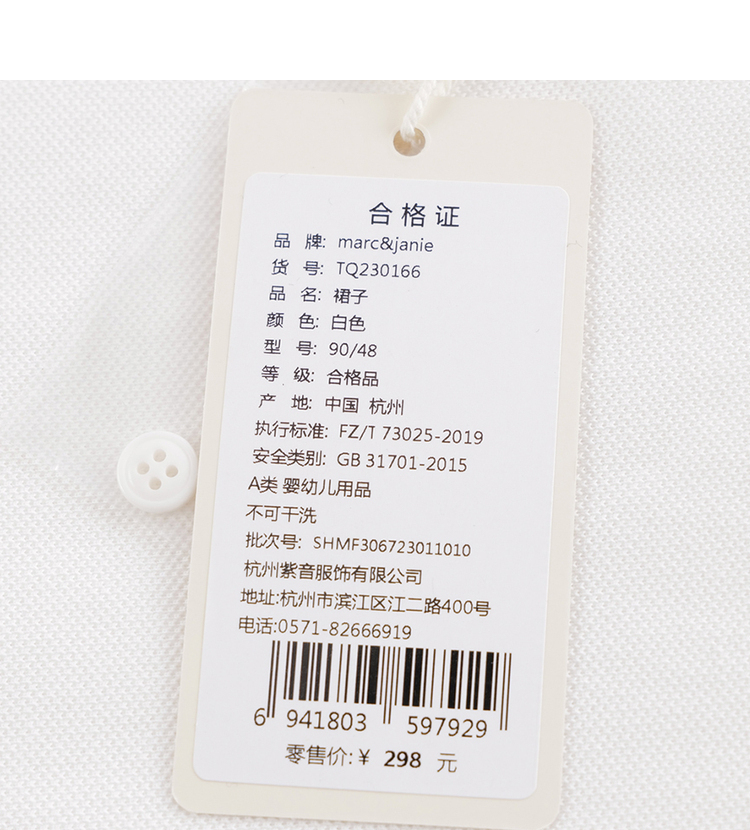 合格证
品 牌: marc&janie
货 号: TQ230166
品 名: 裙子
颜 色: 白色
型 号: 90/48
等 级: 合格品
产 地: 中国 杭州
执行标准: FZ/T 73025-2019
安全类别: GB 31701-2015
A类 婴幼儿用品
不可干洗
批次号: SHMF306723011010
杭州紫音服饰有限公司
地址:杭州市滨江区江二路400号
电话:0571-82666919
6 941803 597929
零售价:¥ 298 元